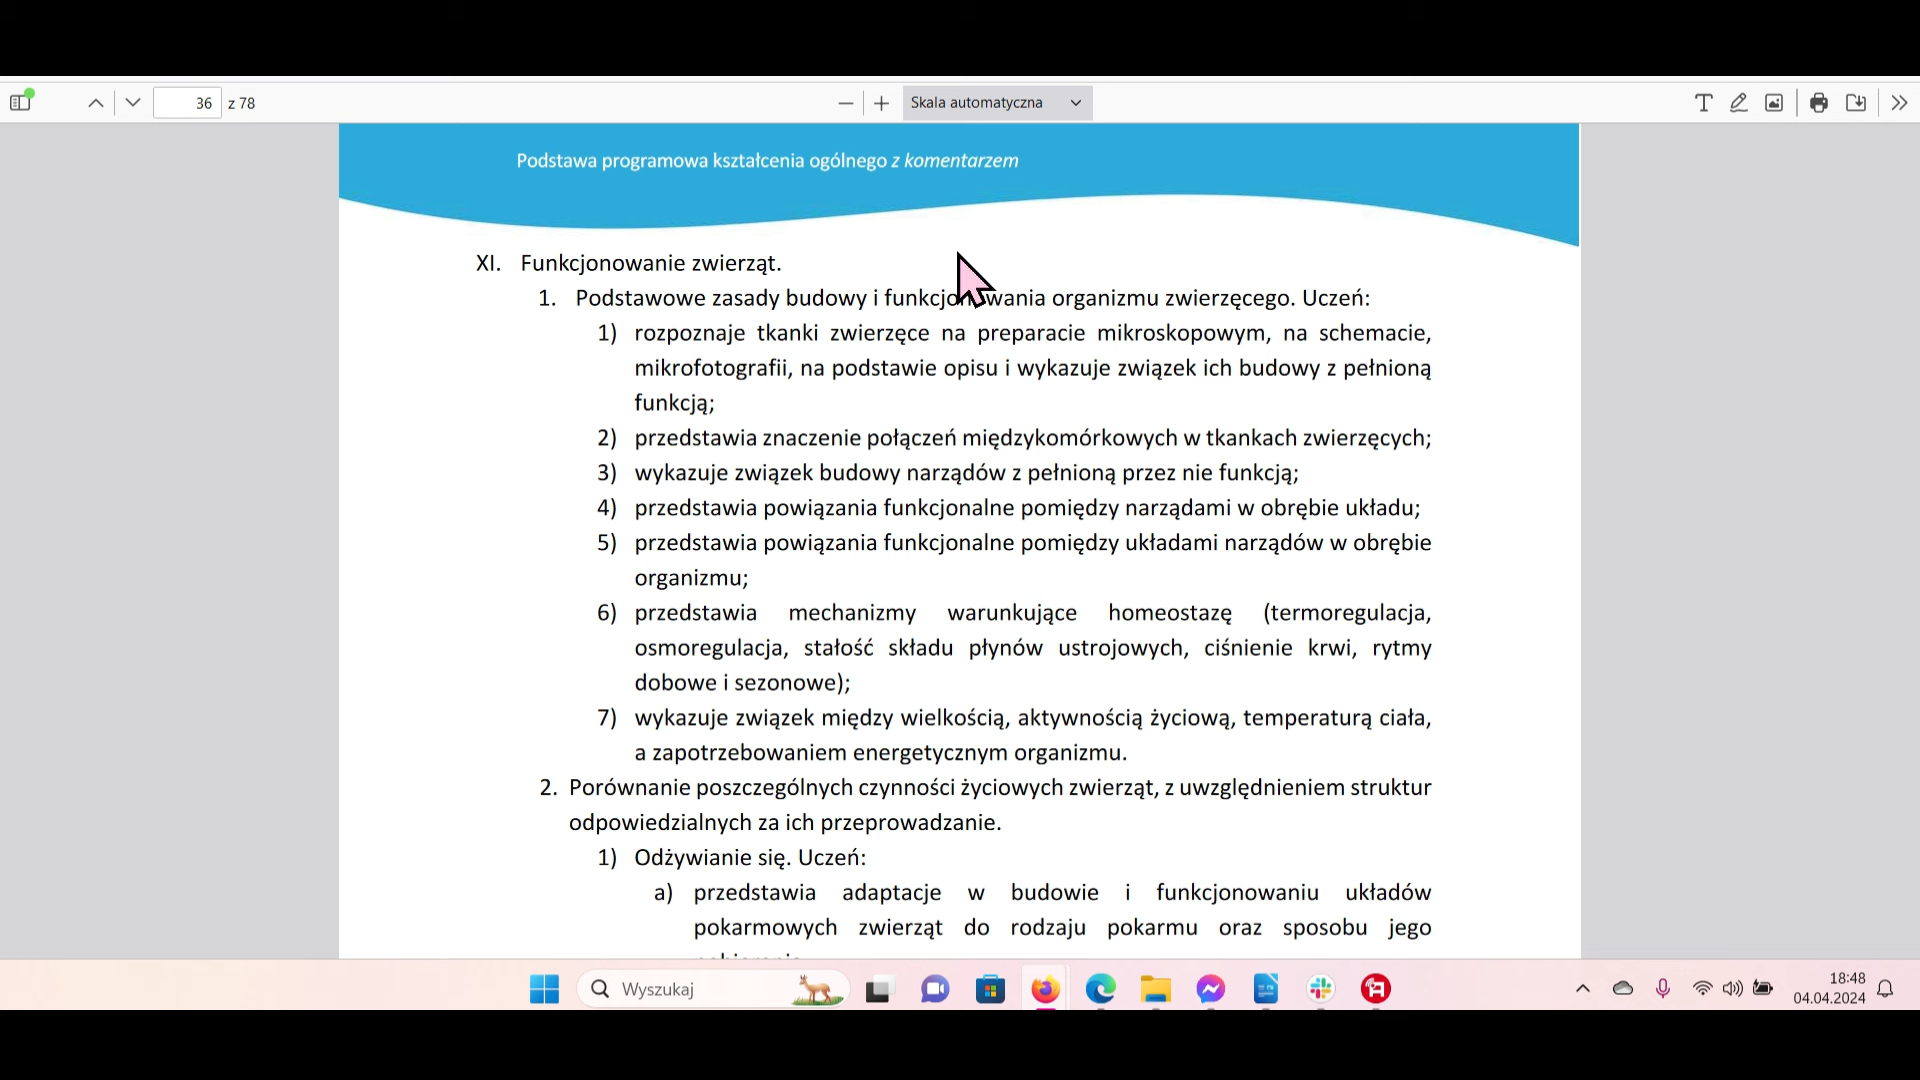 36 z 78
Skala automatyczna
Podstawa programowa kształcenia ogólnego z komentarzem
XI. Funkcjonowanie zwierząt.
1. Podstawowe zasady budowy i funkcjonowania organizmu zwierzęcego. Uczeń:
1) rozpoznaje tkanki zwierzęce na preparacie mikroskopowym, na schemacie,
mikrofotografii, na podstawie opisu i wykazuje związek ich budowy z pełnioną
funkcją;
2) przedstawia znaczenie połączeń międzykomórkowych w tkankach zwierzęcych;
3) wykazuje związek budowy narządów z pełnioną przez nie funkcją;
4) przedstawia powiązania funkcjonalne pomiędzy narządami w obrębie układu;
5) przedstawia powiązania funkcjonalne pomiędzy układami narządów w obrębie
organizmu;
6) przedstawia mechanizmy warunkujące homeostazę (termoregulacja,
osmoregulacja, stałość składu płynów ustrojowych, ciśnienie krwi, rytmy
dobowe i sezonowe);
7) wykazuje związek między wielkością, aktywnością życiową, temperaturą ciała,
a zapotrzebowaniem energetycznym organizmu.
2. Porównanie poszczególnych czynności życiowych zwierząt, z uwzględnieniem struktur
odpowiedzialnych za ich przeprowadzanie.
1) Odżywianie się. Uczeń:
a) przedstawia adaptacje w budowie i funkcjonowaniu układów
pokarmowych zwierząt do rodzaju pokarmu oraz sposobu jego
Wyszukaj
18:48
04.04.2024